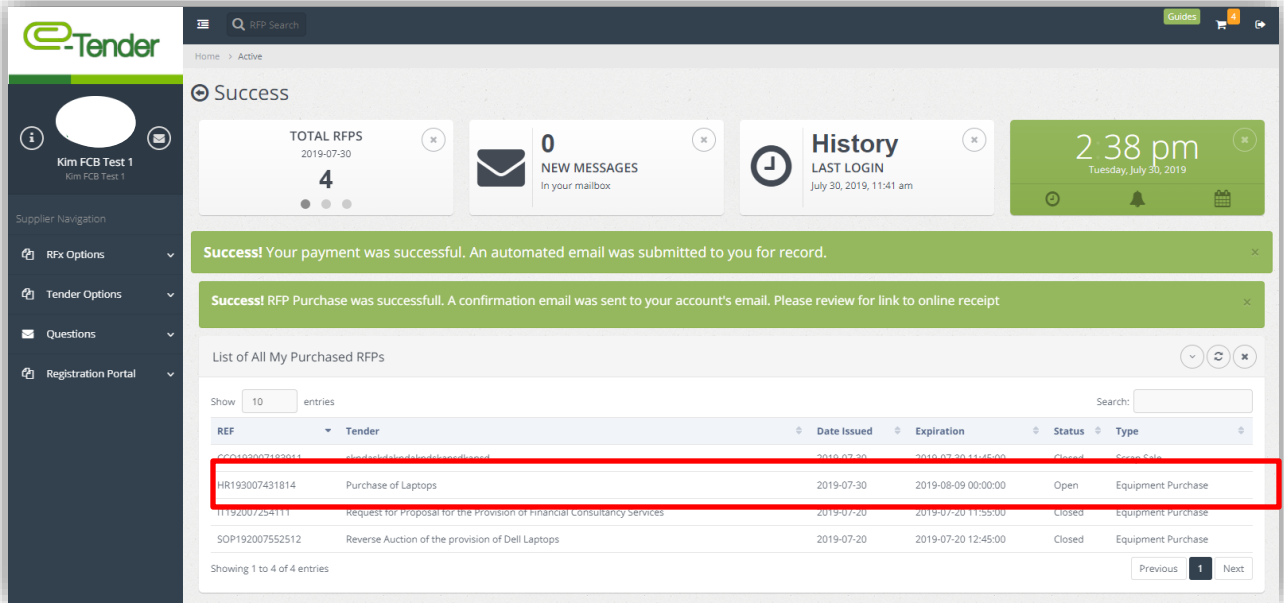 e-Tender
RFP Search
Guides
4
Home > Active
Success
Kim FCB Test 1
Kim FCB Test 1
Supplier Navigation
RFx Options
Tender Options
Questions
Registration Portal
TOTAL RFPS
2019-07-30
4
0
NEW MESSAGES
In your mailbox
History
LAST LOGIN
July 30, 2019, 11:41 am
2:38 pm
Tuesday, July 30, 2019
Success! Your payment was successful. An automated email was submitted to you for record.
Success! RFP Purchase was successfull. A confirmation email was sent to your account's email. Please review for link to online receipt
List of All My Purchased RFPs
Show 10 entries
Search:
REF Tender Date Issued Expiration Status Type
2019-07-30 2019-07-30 11:45:00 Closed Scrap Sale
HR193007431814 Purchase of Laptops 2019-07-30 2019-08-09 00:00:00 Open Equipment Purchase
IT192007254111 Request for Proposal for the Provision of Financial Consultancy Services 2019-07-20 2019-07-20 11:55:00 Closed Equipment Purchase
SOP192007552512 Reverse Auction of the provision of Dell Laptops 2019-07-20 2019-07-20 12:45:00 Closed Equipment Purchase
Showing 1 to 4 of 4 entries
Previous 1 Next